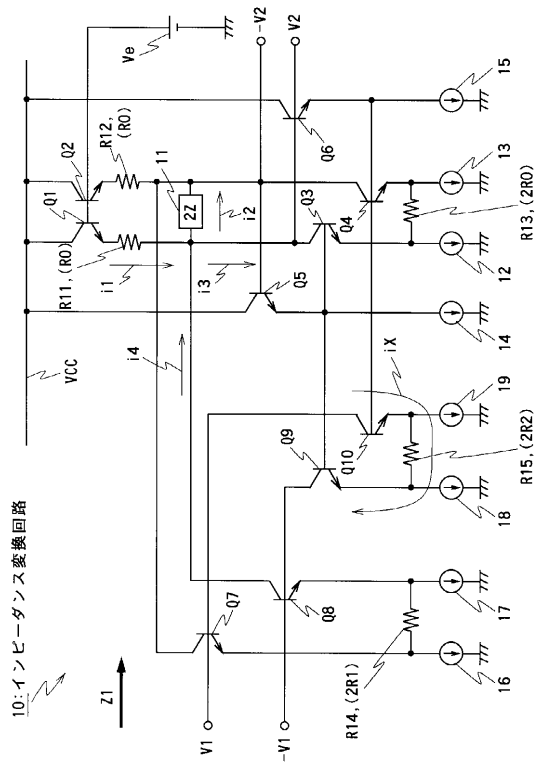 10:インピーダンス変換回路
Z1
VCC
V1
-V1
Q7
Q8
R14,(2R1)
16
17
18
19
Q9
Q10
iX
R15,(2R2)
i4
i1
i3
i2
R11,(R0)
Q1
Q2
R12,(R0)
11
2Z
Q5
Q3
Q4
Q6
14
12
13
15
R13,(2R0)
Ve
-V2
V2